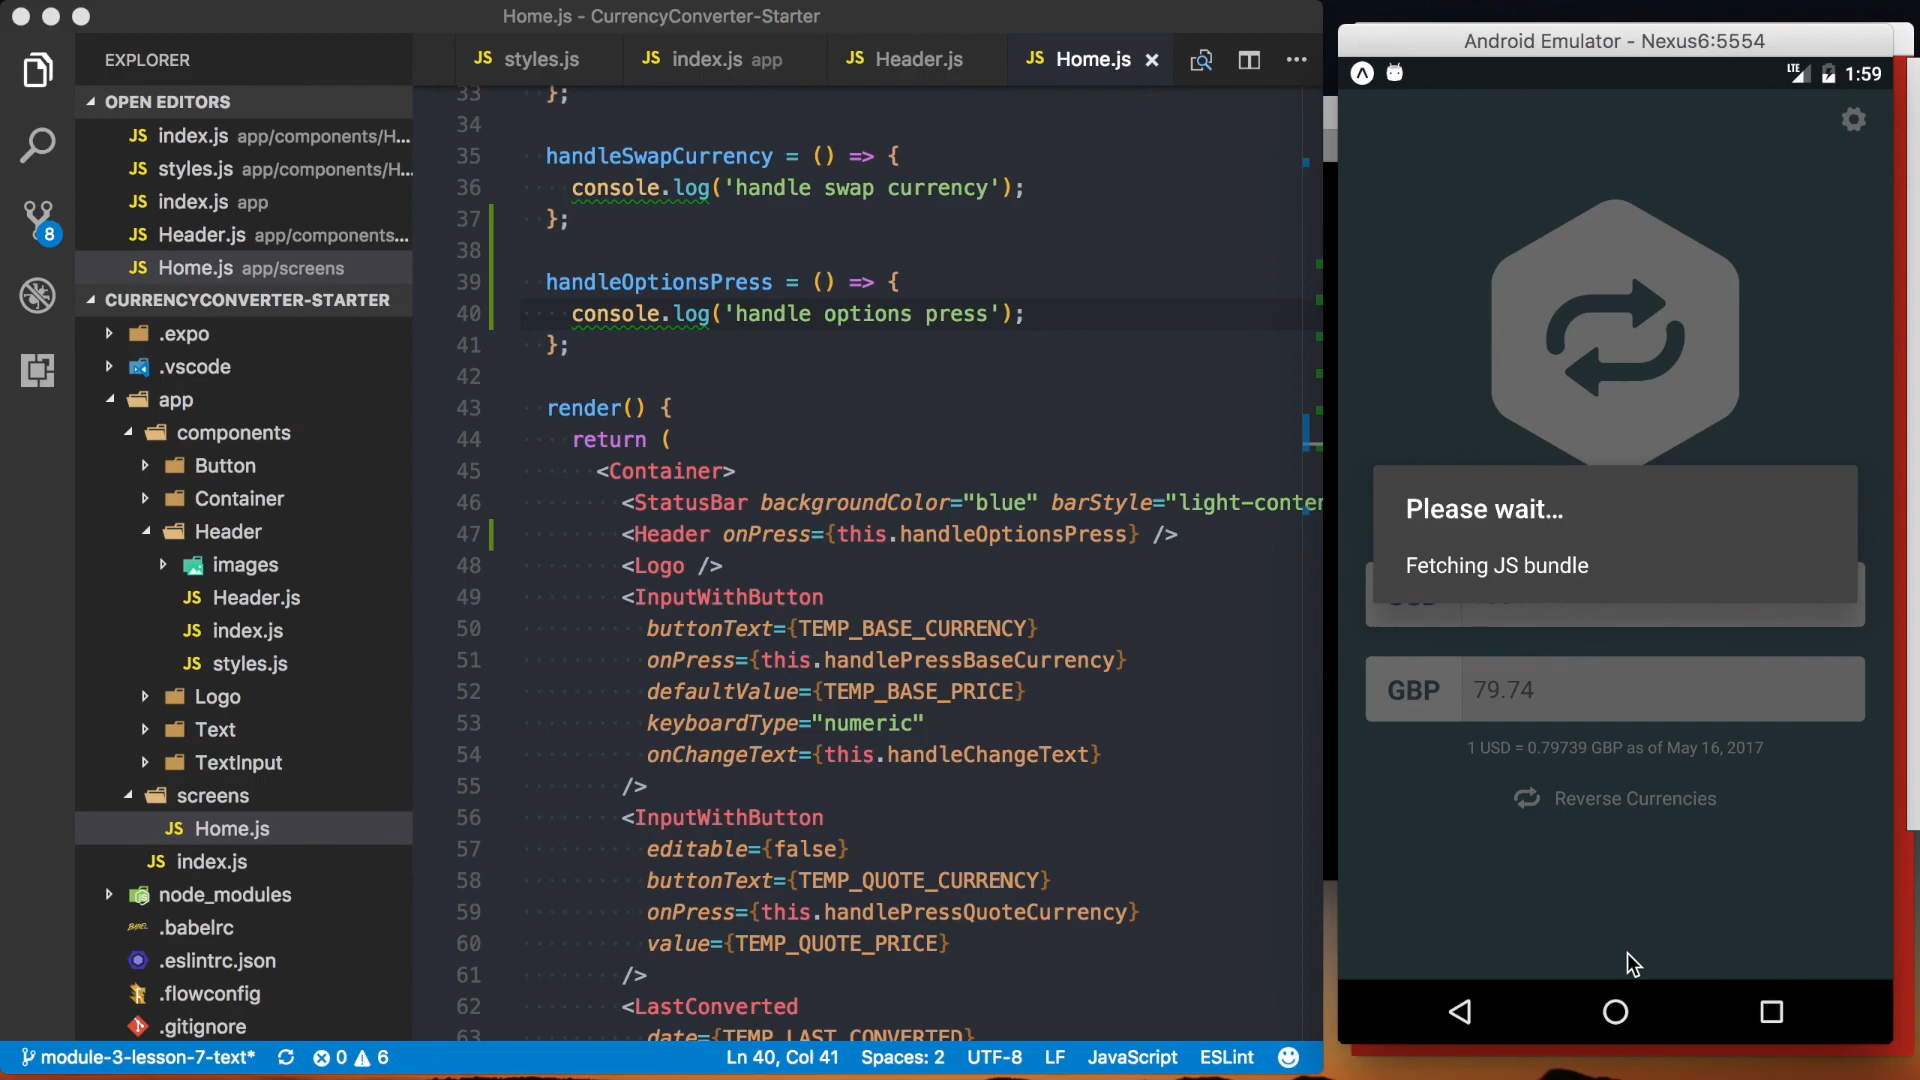 Home.js - CurrencyConverter-Starter
EXPLORER
OPEN EDITORS
JS index.js app/components/H...
JS styles.js app/components/H...
JS index.js app
JS Header.js app/components...
JS Home.js app/screens
CURRENCYCONVERTER-STARTER
.expo
.vscode
app
components
Button
Container
Header
images
JS Header.js
JS index.js
JS styles.js
Logo
Text
TextInput
screens
JS Home.js
JS index.js
node_modules
BABEL .babelrc
.eslintrc.json
.flowconfig
.gitignore
8
JS styles.js
JS index.js app
JS Header.js
JS Home.js
33 };
34
35 handleSwapCurrency = () => {
36 console.log('handle swap currency');
37 };
38
39 handleOptionsPress = () => {
40 console.log('handle options press');
41 };
42
43 render() {
44 return (
45 <Container>
46 <StatusBar backgroundColor="blue" barStyle="light-conten
47 <Header onPress={this.handleOptionsPress} />
48 <Logo />
49 <InputWithButton
50 buttonText={TEMP_BASE_CURRENCY}
51 onPress={this.handlePressBaseCurrency}
52 defaultValue={TEMP_BASE_PRICE}
53 keyboardType="numeric"
54 onChangeText={this.handleChangeText}
55 />
56 <InputWithButton
57 editable={false}
58 buttonText={TEMP_QUOTE_CURRENCY}
59 onPress={this.handlePressQuoteCurrency}
60 value={TEMP_QUOTE_PRICE}
61 />
62 <LastConverted
63 date={TEMP_LAST_CONVERTED}
module-3-lesson-7-text* 0 6
Ln 40, Col 41 Spaces: 2 UTF-8 LF JavaScript ESLint
Android Emulator - Nexus6:5554
LTE 1:59
Please wait...
Fetching JS bundle
GBP 79.74
1 USD = 0.79739 GBP as of May 16, 2017
Reverse Currencies